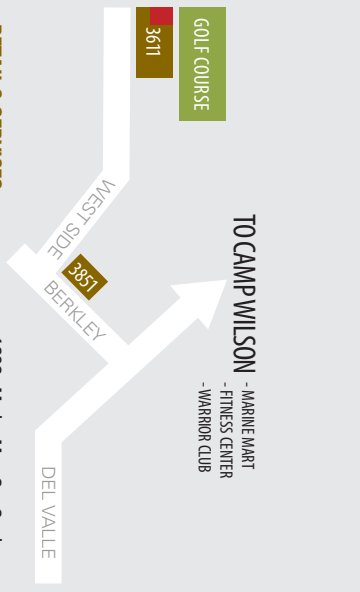 GOLF COURSE
3611
WEST SIDE
3851
BERKLEY
TO CAMP WILSON
- MARINE MART
- FITNESS CENTER
- WARRIOR CLUB
DEL VALLE